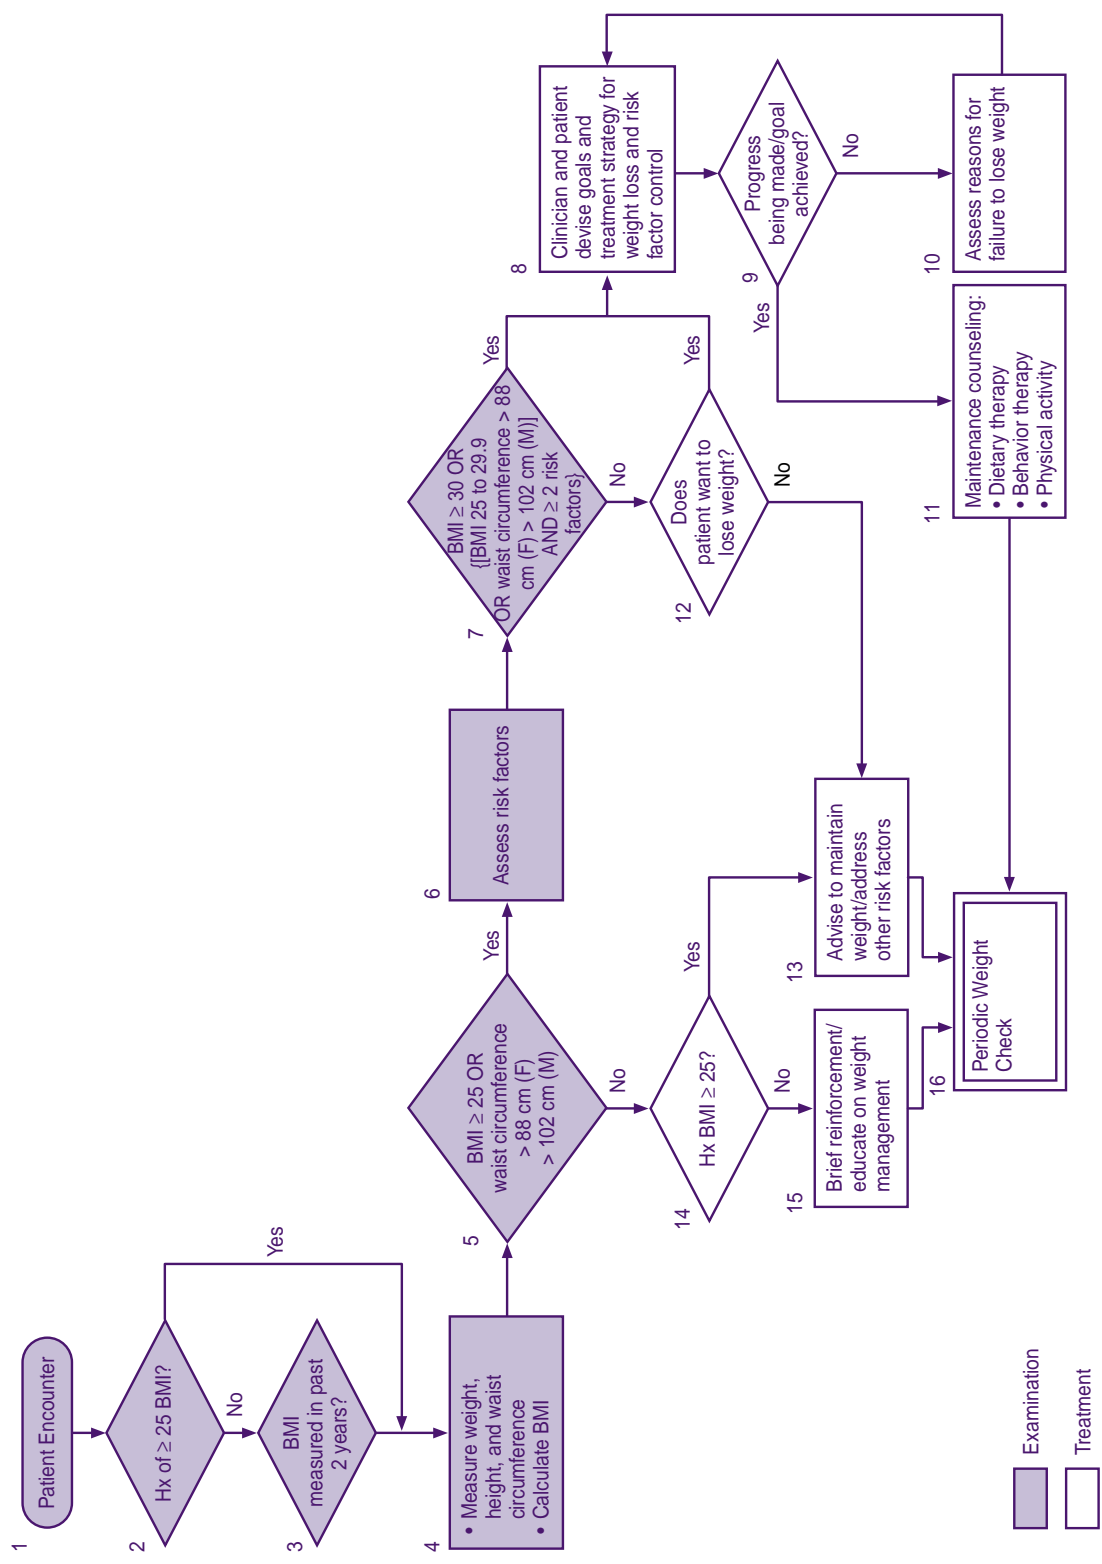 1
Patient Encounter
2
Hx of ≥ 25 BMI?
Yes
No
3
BMI
measured in past
2 years?
4
• Measure weight,
height, and waist
circumference
• Calculate BMI
5
BMI ≥ 25 OR
waist circumference
> 88 cm (F)
> 102 cm (M)
Yes
No
6
Assess risk factors
7
BMI ≥ 30 OR
{[BMI 25 to 29.9
OR waist circumference > 88
cm (F) > 102 cm (M)]
AND ≥ 2 risk
factors}
Yes
No
8
Clinician and patient
devise goals and
treatment strategy for
weight loss and risk
factor control
9
Progress
being made/goal
achieved?
Yes
No
10
Assess reasons for
failure to lose weight
11
Maintenance counseling:
• Dietary therapy
• Behavior therapy
• Physical activity
12
Does
patient want to
lose weight?
Yes
No
13
Advise to maintain
weight/address
other risk factors
14
Hx BMI ≥ 25?
Yes
No
15
Brief reinforcement/
educate on weight
management
16
Periodic Weight
Check
Examination
Treatment